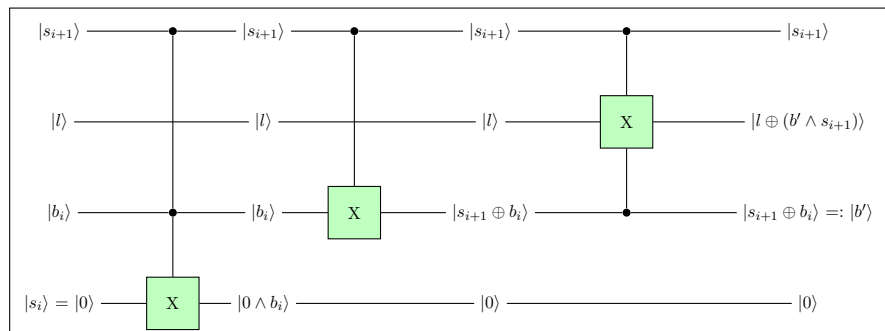 |s_{i+1}⟩ |s_{i+1}⟩ |s_{i+1}⟩ |s_{i+1}⟩
|l⟩ |l⟩ |l⟩ X |l ⊕ (b′ ∧ s_{i+1})⟩
|b_i⟩ |b_i⟩ X |s_{i+1} ⊕ b_i⟩ |s_{i+1} ⊕ b_i⟩ =: |b′⟩
|s_i⟩ = |0⟩ X |0 ∧ b_i⟩ |0⟩ |0⟩